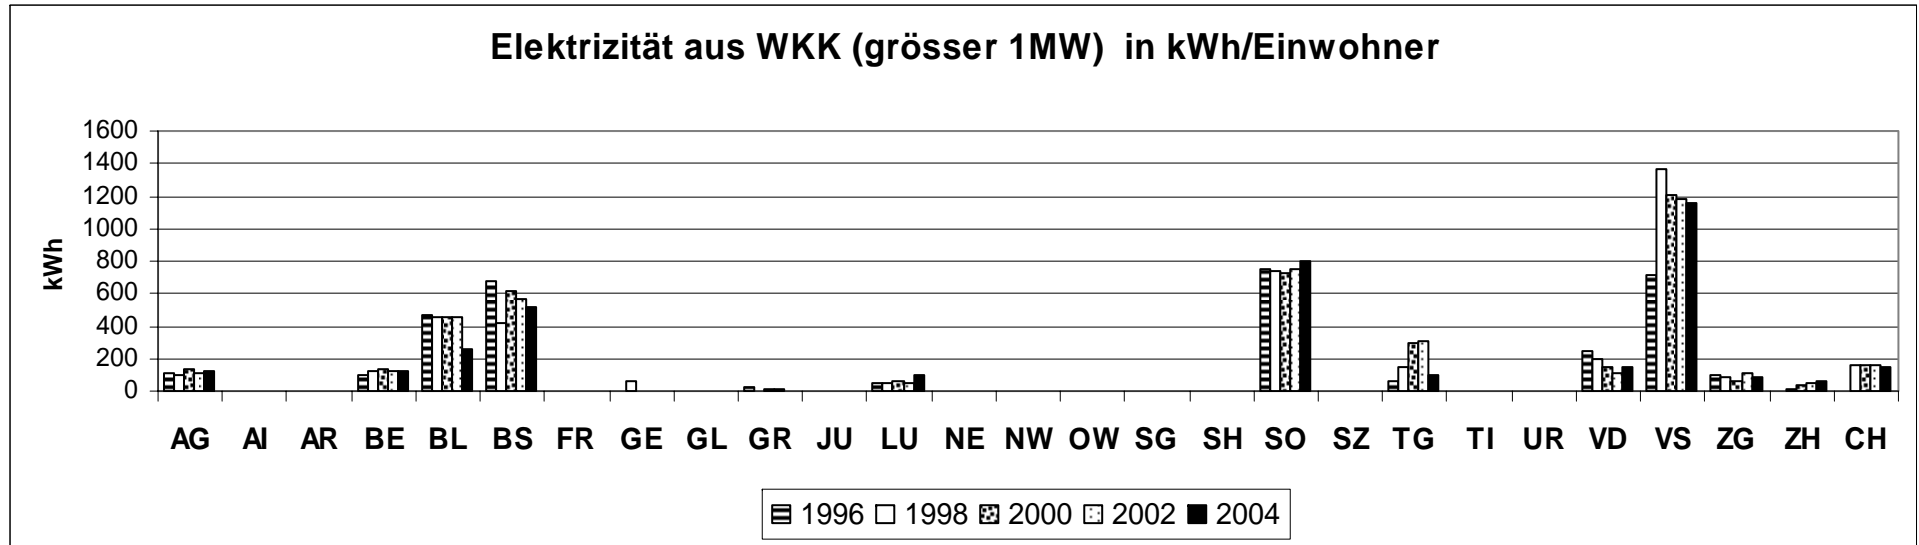 Elektrizität aus WKK (grösser 1MW) in kWh/Einwohner
kWh
1600
1400
1200
1000
800
600
400
200
0
AG AI AR BE BL BS FR GE GL GR JU LU NE NW OW SG SH SO SZ TG TI UR VD VS ZG ZH CH
1996 1998 2000 2002 2004